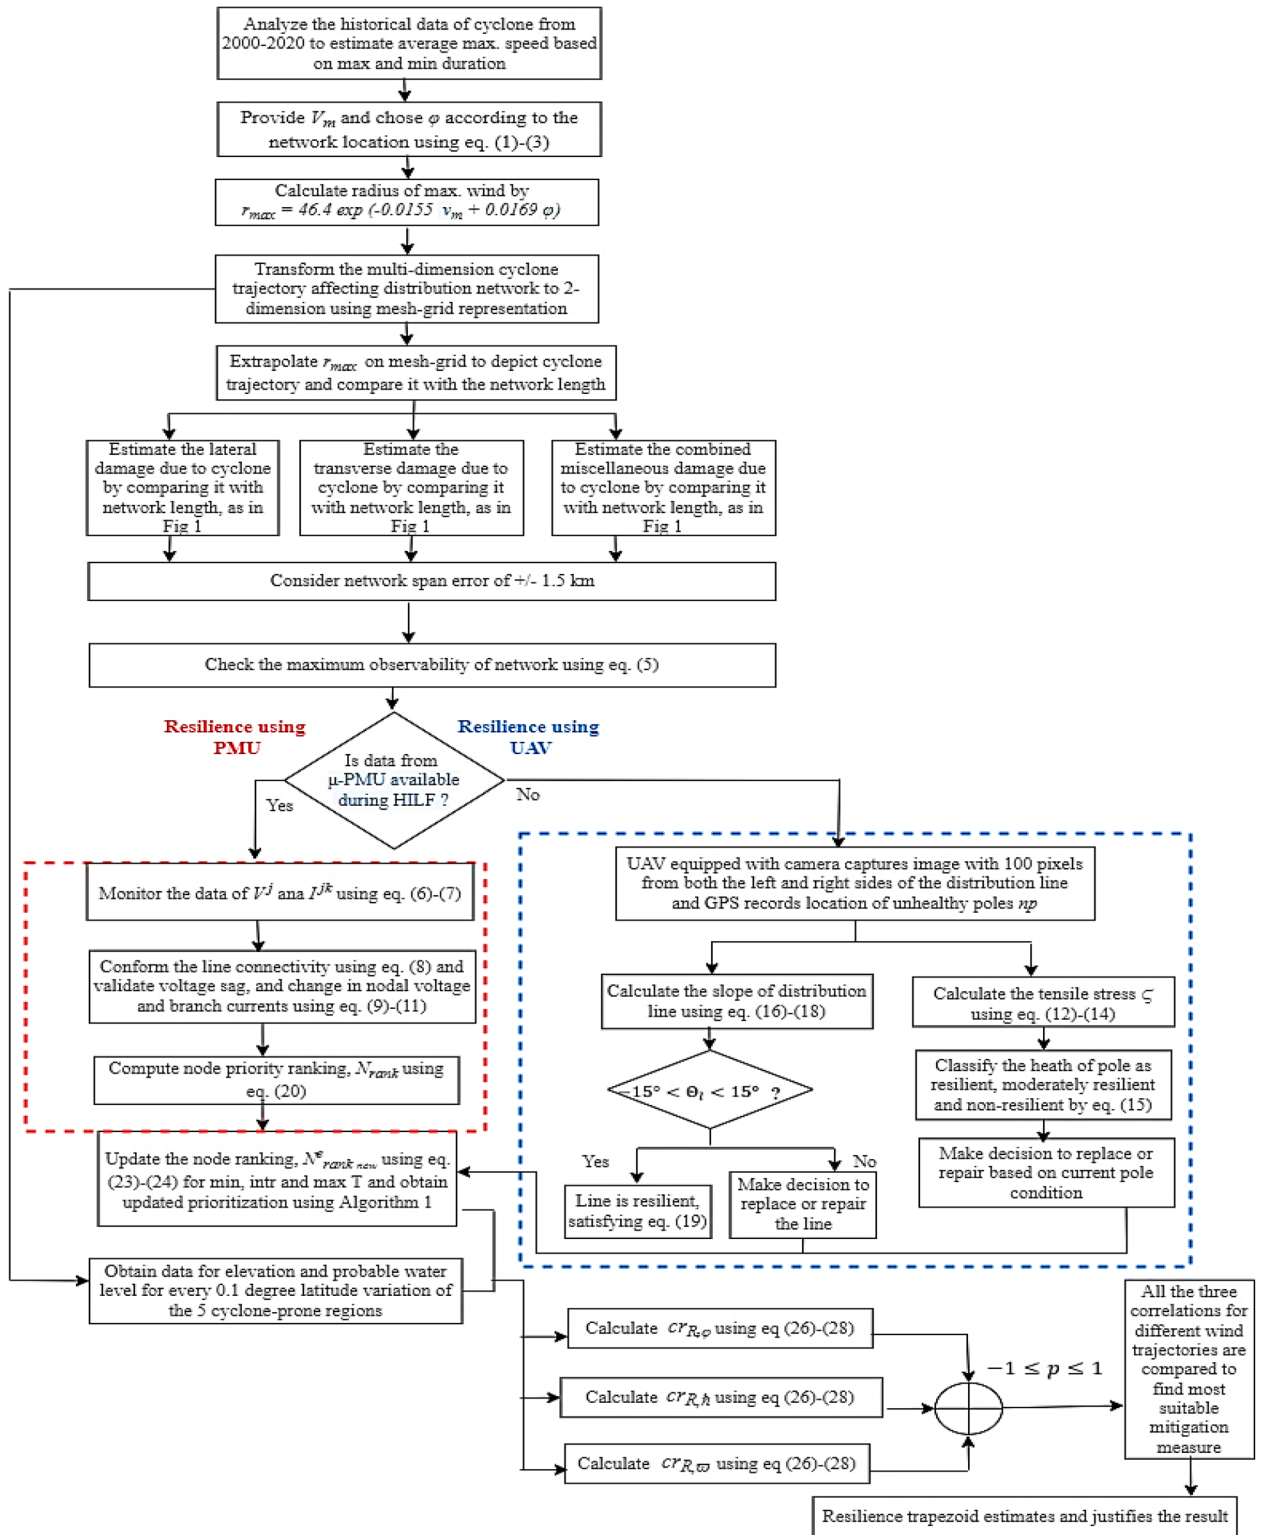 Analyze the historical data of cyclone from
2000-2020 to estimate average max. speed based
on max and min duration
Provide V_m and chose φ according to the
network location using eq. (1)-(3)
Calculate radius of max. wind by
r_max = 46.4 exp (-0.0155 v_m + 0.0169 φ)
Transform the multi-dimension cyclone
trajectory affecting distribution network to 2-
dimension using mesh-grid representation
Extrapolate r_max on mesh-grid to depict cyclone
trajectory and compare it with the network length
Estimate the lateral
damage due to cyclone
by comparing it with
network length, as in
Fig 1
Estimate the
transverse damage due to
cyclone by comparing it
with network length, as in
Fig 1
Estimate the combined
miscellaneous damage due
to cyclone by comparing it
with network length, as in
Fig 1
Consider network span error of +/- 1.5 km
Check the maximum observability of network using eq. (5)
Resilience using
PMU
Resilience using
UAV
Is data from
μ-PMU available
during HILF ?
Yes
No
Monitor the data of V^j ana I^jk using eq. (6)-(7)
Conform the line connectivity using eq. (8) and
validate voltage sag, and change in nodal voltage
and branch currents using eq. (9)-(11)
Compute node priority ranking, N_rank using
eq. (20)
Update the node ranking, N^e_rank new using eq.
(23)-(24) for min, intr and max T and obtain
updated prioritization using Algorithm 1
Obtain data for elevation and probable water
level for every 0.1 degree latitude variation of
the 5 cyclone-prone regions
UAV equipped with camera captures image with 100 pixels
from both the left and right sides of the distribution line
and GPS records location of unhealthy poles np
Calculate the slope of distribution
line using eq. (16)-(18)
−15° < Θ_l < 15° ?
Yes
No
Line is resilient,
satisfying eq. (19)
Make decision to
replace or repair
the line
Calculate the tensile stress ς
using eq. (12)-(14)
Classify the heath of pole as
resilient, moderately resilient
and non-resilient by eq. (15)
Make decision to replace or
repair based on current pole
condition
Calculate cr_R,φ using eq (26)-(28)
Calculate cr_R,h using eq (26)-(28)
Calculate cr_R,ϖ using eq (26)-(28)
−1 ≤ p ≤ 1
All the three
correlations for
different wind
trajectories are
compared to
find most
suitable
mitigation
measure
Resilience trapezoid estimates and justifies the result